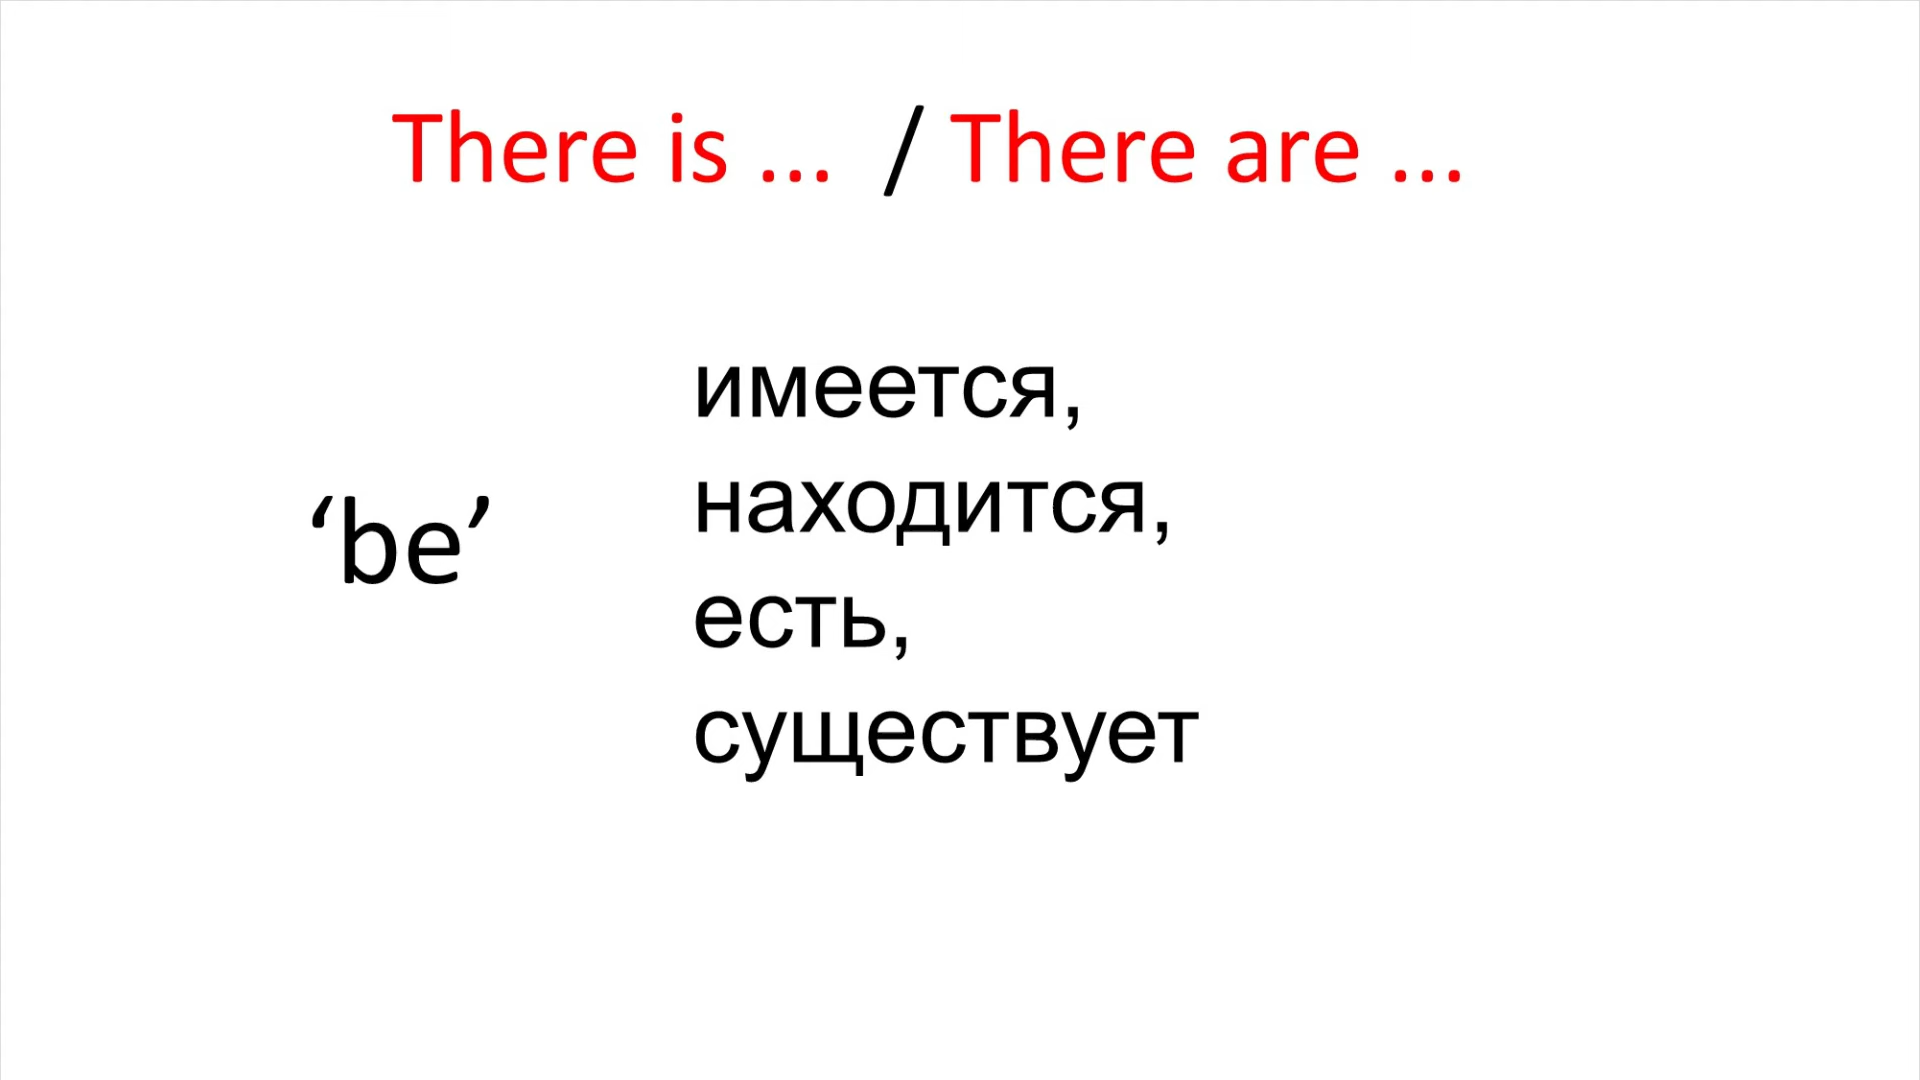 There is ... / There are ...
имеется,
находится,
‘be’
есть,
существует